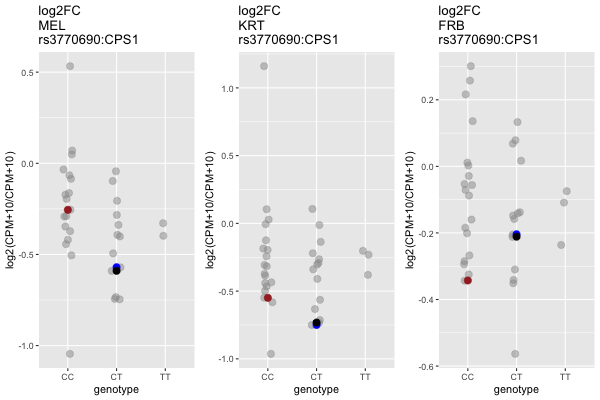 log2FC
MEL
rs3770690:CPS1
log2(CPM+10/CPM+10)
0.5
0.0
-0.5
-1.0
CC CT TT
genotype
log2FC
KRT
rs3770690:CPS1
log2(CPM+10/CPM+10)
1.0
0.5
0.0
-0.5
-1.0
CC CT TT
genotype
log2FC
FRB
rs3770690:CPS1
log2(CPM+10/CPM+10)
0.2
0.0
-0.2
-0.4
-0.6
CC CT TT
genotype